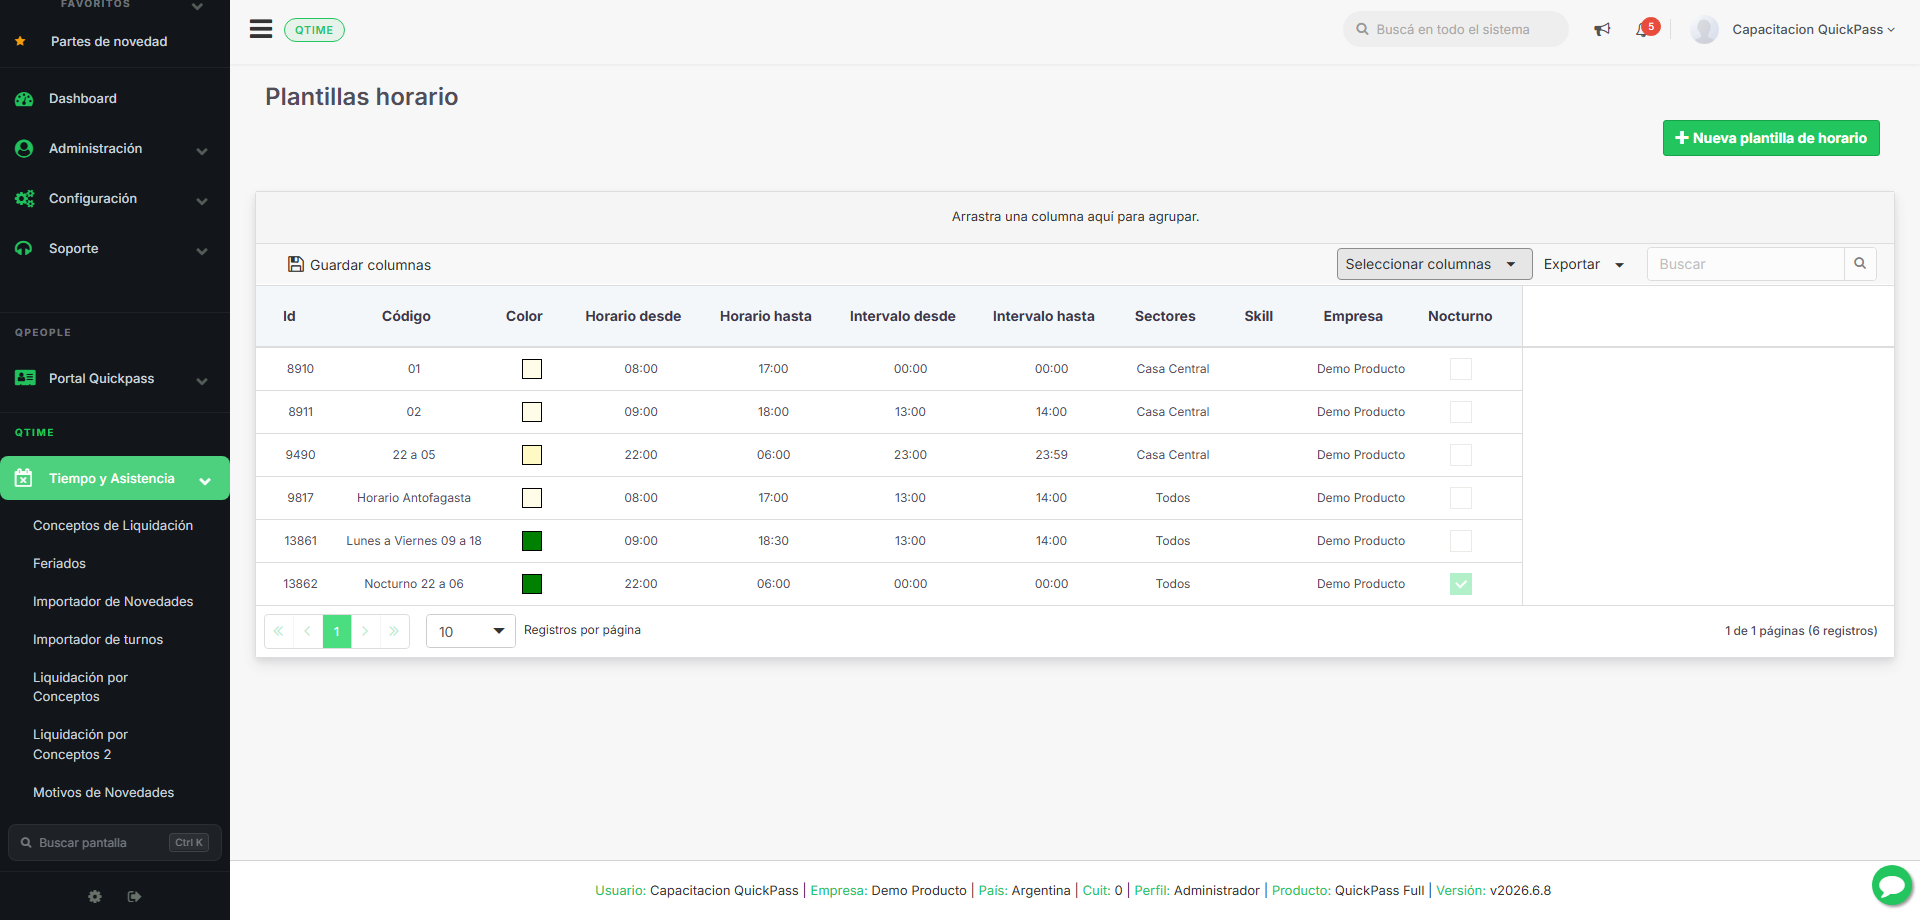 FAVORITOS
Partes de novedad
Dashboard
Administración
Configuración
Soporte
QPEOPLE
Portal Quickpass
QTIME
Tiempo y Asistencia
Conceptos de Liquidación
Feriados
Importador de Novedades
Importador de turnos
Liquidación por
Conceptos
Liquidación por
Conceptos 2
Motivos de Novedades
Buscar pantalla Ctrl K
QTIME
Buscá en todo el sistema
5
Capacitacion QuickPass
Plantillas horario
Nueva plantilla de horario
Arrastra una columna aquí para agrupar.
Guardar columnas
Seleccionar columnas
Exportar
Buscar
Id Código Color Horario desde Horario hasta Intervalo desde Intervalo hasta Sectores Skill Empresa Nocturno
8910 01 08:00 17:00 00:00 00:00 Casa Central Demo Producto
8911 02 09:00 18:00 13:00 14:00 Casa Central Demo Producto
9490 22 a 05 22:00 06:00 23:00 23:59 Casa Central Demo Producto
9817 Horario Antofagasta 08:00 17:00 13:00 14:00 Todos Demo Producto
13861 Lunes a Viernes 09 a 18 09:00 18:30 13:00 14:00 Todos Demo Producto
13862 Nocturno 22 a 06 22:00 06:00 00:00 00:00 Todos Demo Producto
« ‹ 1 › » 10 Registros por página
1 de 1 páginas (6 registros)
Usuario: Capacitacion QuickPass | Empresa: Demo Producto | País: Argentina | Cuit: 0 | Perfil: Administrador | Producto: QuickPass Full | Versión: v2026.6.8